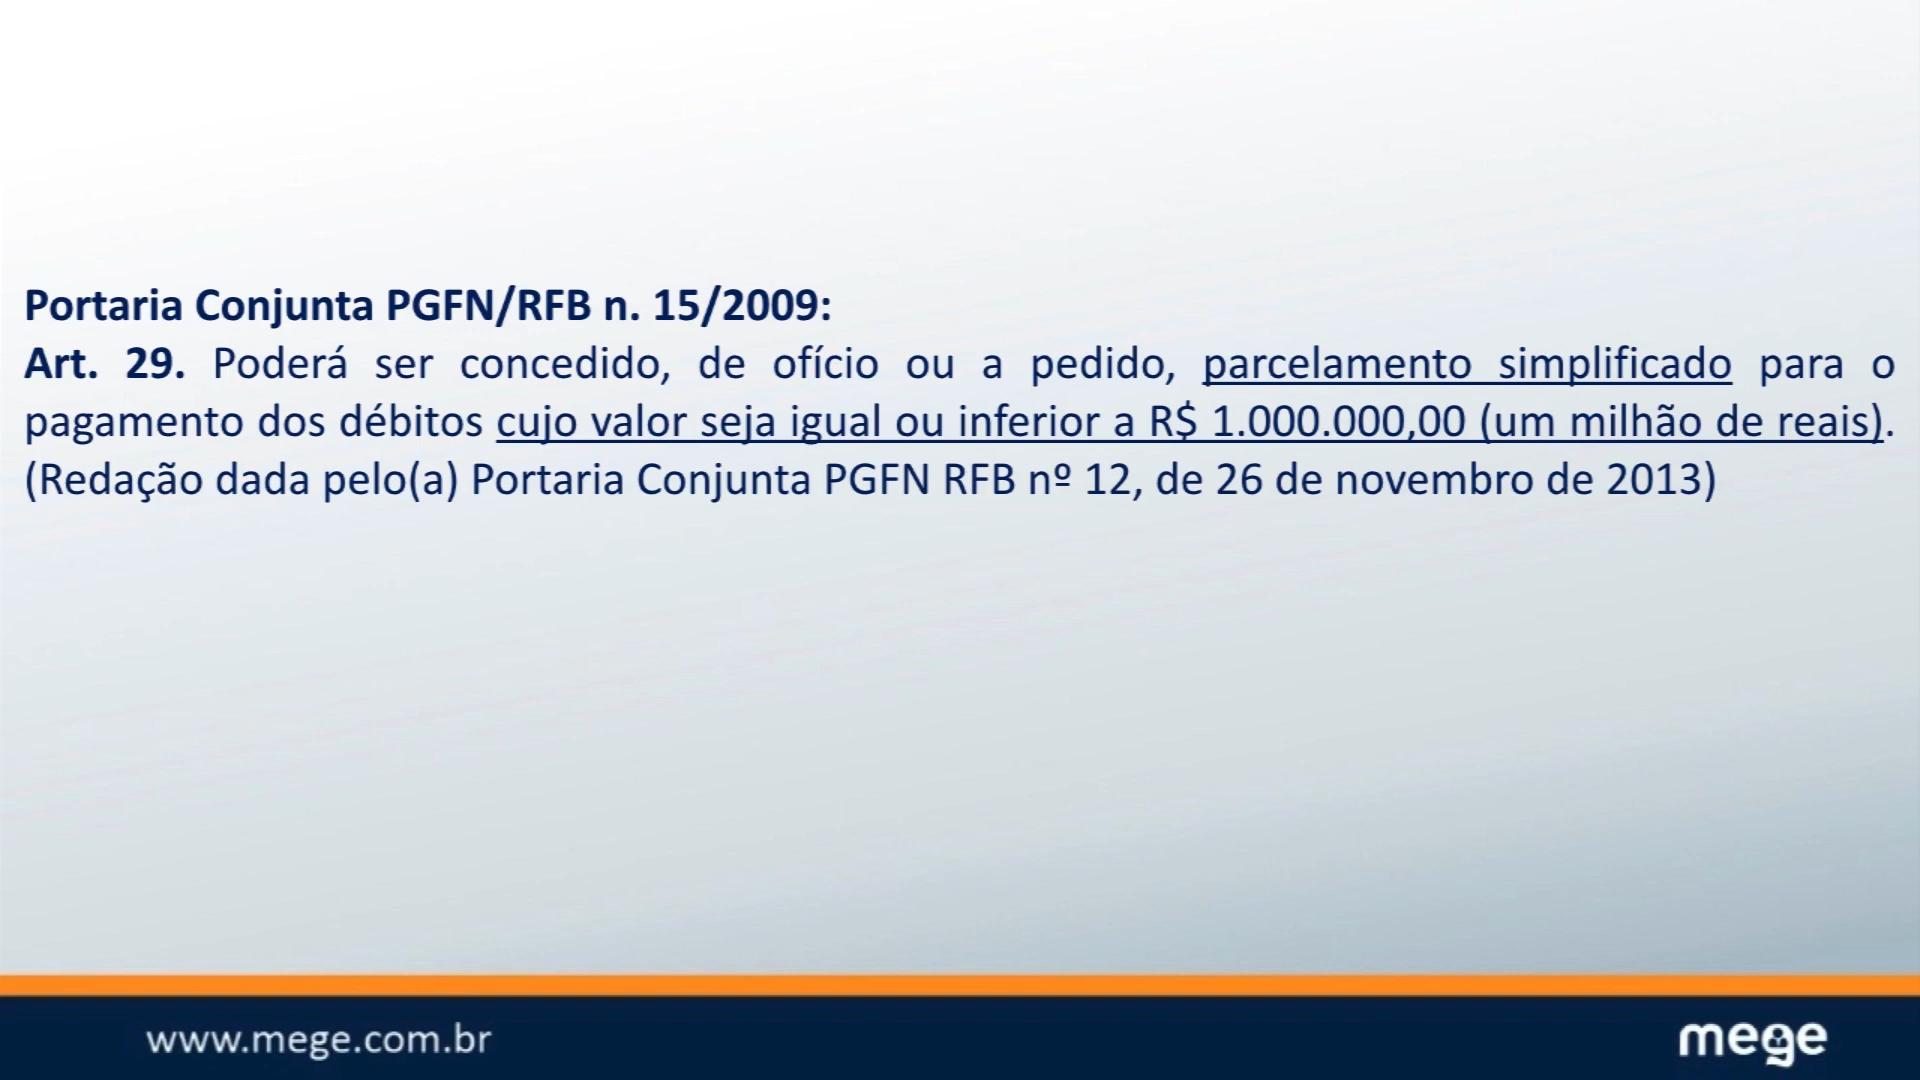 Portaria Conjunta PGFN/RFB n. 15/2009:
Art. 29. Poderá ser concedido, de ofício ou a pedido, parcelamento simplificado para o
pagamento dos débitos cujo valor seja igual ou inferior a R$ 1.000.000,00 (um milhão de reais).
(Redação dada pelo(a) Portaria Conjunta PGFN RFB nº 12, de 26 de novembro de 2013)
www.mege.com.br
mege